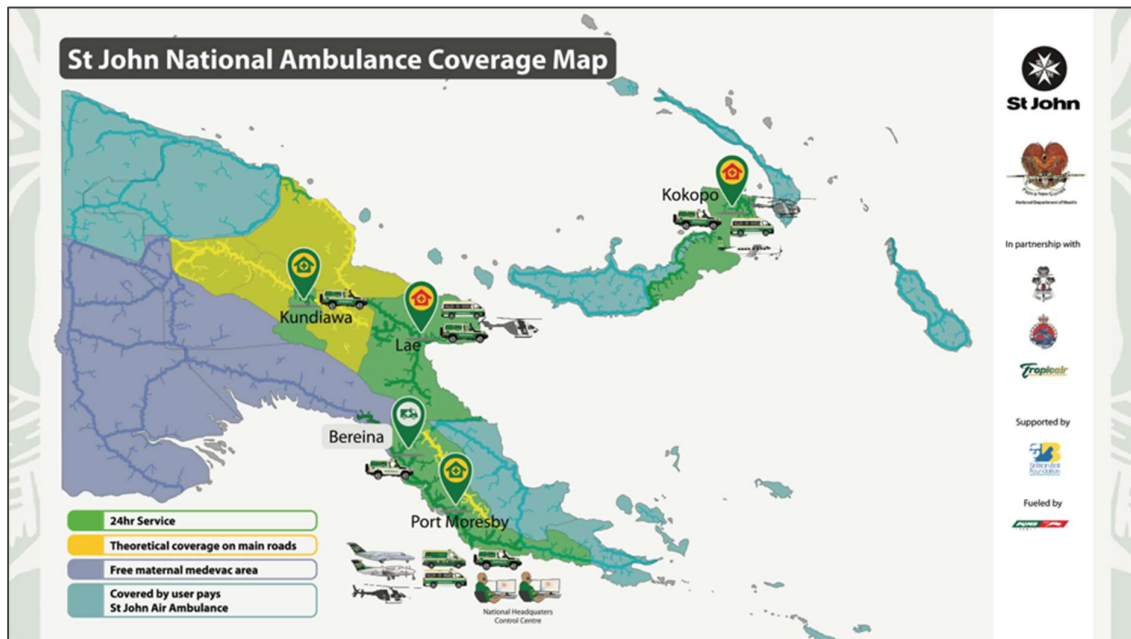 St John National Ambulance Coverage Map
St John
National Department of Health
In partnership with
Tropicair
Supported by
Fueled by
Kokopo
Kundiawa
Lae
Bereina
Port Moresby
24hr Service
Theoretical coverage on main roads
Free maternal medevac area
Covered by user pays
St John Air Ambulance
National Headquaters
Control Centre